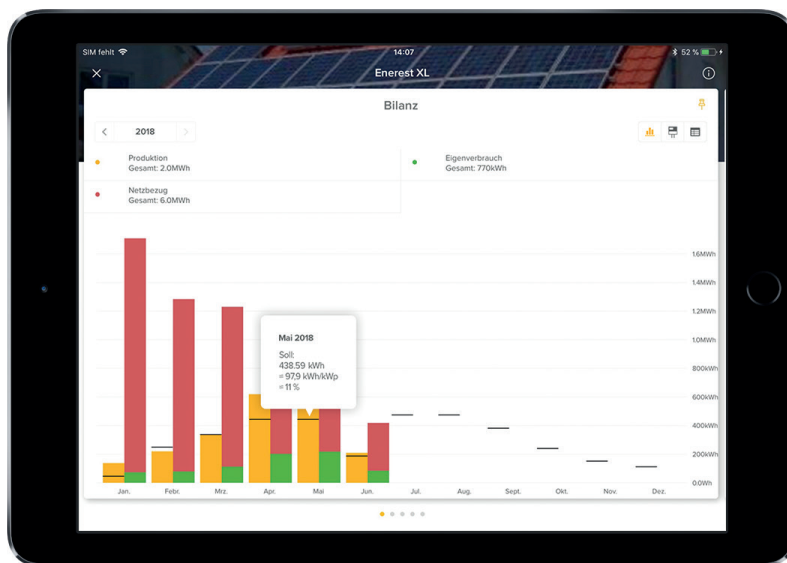 SIM fehlt
14:07
52 %
Enerest XL
Bilanz
2018
Produktion
Gesamt: 2.0MWh
Eigenverbrauch
Gesamt: 770kWh
Netzbezug
Gesamt: 6.0MWh
1.6MWh
1.4MWh
1.2MWh
1.0MWh
800kWh
600kWh
400kWh
200kWh
0.0Wh
Mai 2018
Soll:
438.59 kWh
= 97,9 kWh/kWp
= 11 %
Jan. Febr. Mrz. Apr. Mai Jun. Jul. Aug. Sept. Okt. Nov. Dez.